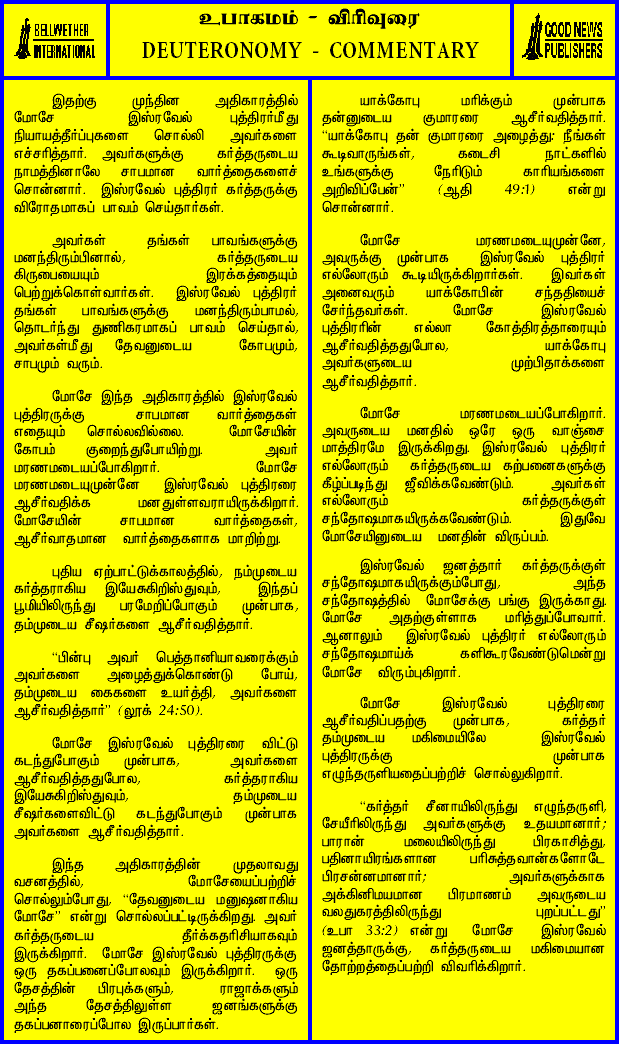 BELLWETHER
INTERNATIONAL
உபாகமம் - விரிவுரை
DEUTERONOMY - COMMENTARY
GOOD NEWS
PUBLISHERS
இதற்கு முந்தின அதிகாரத்தில்
மோசே இஸ்ரவேல் புத்திரர்மீது
நியாயத்தீர்ப்புகளை சொல்லி அவர்களை
எச்சரித்தார். அவர்களுக்கு கர்த்தருடைய
நாமத்தினாலே சாபமான வார்த்தைகளைச்
சொன்னார். இஸ்ரவேல் புத்திரர் கர்த்தருக்கு
விரோதமாகப் பாவம் செய்தார்கள்.
அவர்கள் தங்கள் பாவங்களுக்கு
மனந்திரும்பினால், கர்த்தருடைய
கிருபையையும் இரக்கத்தையும்
பெற்றுக்கொள்வார்கள். இஸ்ரவேல் புத்திரர்
தங்கள் பாவங்களுக்கு மனந்திரும்பாமல்,
தொடர்ந்து துணிகரமாகப் பாவம் செய்தால்,
அவர்கள்மீது தேவனுடைய கோபமும்,
சாபமும் வரும்.
மோசே இந்த அதிகாரத்தில் இஸ்ரவேல்
புத்திரருக்கு சாபமான வார்த்தைகள்
எதையும் சொல்லவில்லை. மோசேயின்
கோபம் குறைந்துபோயிற்று. அவர்
மரணமடையப்போகிறார். மோசே
மரணமடையுமுன்னே இஸ்ரவேல் புத்திரரை
ஆசீர்வதிக்க மனதுள்ளவராயிருக்கிறார்.
மோசேயின் சாபமான வார்த்தைகள்,
ஆசீர்வாதமான வார்த்தைகளாக மாறிற்று.
புதிய ஏற்பாட்டுக்காலத்தில், நம்முடைய
கர்த்தராகிய இயேசுகிறிஸ்துவும், இந்தப்
பூமியிலிருந்து பரமேறிப்போகும் முன்பாக,
தம்முடைய சீஷர்களை ஆசீர்வதித்தார்.
“பின்பு அவர் பெத்தானியாவரைக்கும்
அவர்களை அழைத்துக்கொண்டு போய்,
தம்முடைய கைகளை உயர்த்தி, அவர்களை
ஆசீர்வதித்தார்” (லூக் 24:50).
மோசே இஸ்ரவேல் புத்திரரை விட்டு
கடந்துபோகும் முன்பாக, அவர்களை
ஆசீர்வதித்ததுபோல, கர்த்தராகிய
இயேசுகிறிஸ்துவும், தம்முடைய
சீஷர்களைவிட்டு கடந்துபோகும் முன்பாக
அவர்களை ஆசீர்வதித்தார்.
இந்த அதிகாரத்தின் முதலாவது
வசனத்தில், மோசேயைப்பற்றிச்
சொல்லும்போது, “தேவனுடைய மனுஷனாகிய
மோசே” என்று சொல்லப்பட்டிருக்கிறது. அவர்
கர்த்தருடைய தீர்க்கதரிசியாகவும்
இருக்கிறார். மோசே இஸ்ரவேல் புத்திரருக்கு
ஒரு தகப்பனைப்போலவும் இருக்கிறார். ஒரு
தேசத்தின் பிரபுக்களும், ராஜாக்களும்
அந்த தேசத்திலுள்ள ஜனங்களுக்கு
தகப்பனாரைப்போல இருப்பார்கள்.
யாக்கோபு மரிக்கும் முன்பாக
தன்னுடைய குமாரரை ஆசீர்வதித்தார்.
“யாக்கோபு தன் குமாரரை அழைத்து: நீங்கள்
கூடிவாருங்கள், கடைசி நாட்களில்
உங்களுக்கு நேரிடும் காரியங்களை
அறிவிப்பேன்” (ஆதி 49:1) என்று
சொன்னார்.
மோசே மரணமடையுமுன்னே,
அவருக்கு முன்பாக இஸ்ரவேல் புத்திரர்
எல்லோரும் கூடியிருக்கிறார்கள். இவர்கள்
அனைவரும் யாக்கோபின் சந்ததியைச்
சேர்ந்தவர்கள். மோசே இஸ்ரவேல்
புத்திரரின் எல்லா கோத்திரத்தாரையும்
ஆசீர்வதித்ததுபோல, யாக்கோபு
அவர்களுடைய முற்பிதாக்களை
ஆசீர்வதித்தார்.
மோசே மரணமடையப்போகிறார்.
அவருடைய மனதில் ஒரே ஒரு வாஞ்சை
மாத்திரமே இருக்கிறது. இஸ்ரவேல் புத்திரர்
எல்லோரும் கர்த்தருடைய கற்பனைகளுக்கு
கீழ்ப்படிந்து ஜீவிக்கவேண்டும். அவர்கள்
எல்லோரும் கர்த்தருக்குள்
சந்தோஷமாகயிருக்கவேண்டும். இதுவே
மோசேயினுடைய மனதின் விருப்பம்.
இஸ்ரவேல் ஜனத்தார் கர்த்தருக்குள்
சந்தோஷமாகயிருக்கும்போது, அந்த
சந்தோஷத்தில் மோசேக்கு பங்கு இருக்காது.
மோசே அதற்குள்ளாக மரித்துப்போவார்.
ஆனாலும் இஸ்ரவேல் புத்திரர் எல்லோரும்
சந்தோஷமாய்க் களிகூரவேண்டுமென்று
மோசே விரும்புகிறார்.
மோசே இஸ்ரவேல் புத்திரரை
ஆசீர்வதிப்பதற்கு முன்பாக, கர்த்தர்
தம்முடைய மகிமையிலே இஸ்ரவேல்
புத்திரருக்கு முன்பாக
எழுந்தருளியதைப்பற்றிச் சொல்லுகிறார்.
“கர்த்தர் சீனாயிலிருந்து எழுந்தருளி,
சேயீரிலிருந்து அவர்களுக்கு உதயமானார்;
பாரான் மலையிலிருந்து பிரகாசித்து,
பதினாயிரங்களான பரிசுத்தவான்களோடே
பிரசன்னமானார்; அவர்களுக்காக
அக்கினிமயமான பிரமாணம் அவருடைய
வலதுகரத்திலிருந்து புறப்பட்டது”
(உபா 33:2) என்று மோசே இஸ்ரவேல்
ஜனத்தாருக்கு, கர்த்தருடைய மகிமையான
தோற்றத்தைப்பற்றி விவரிக்கிறார்.